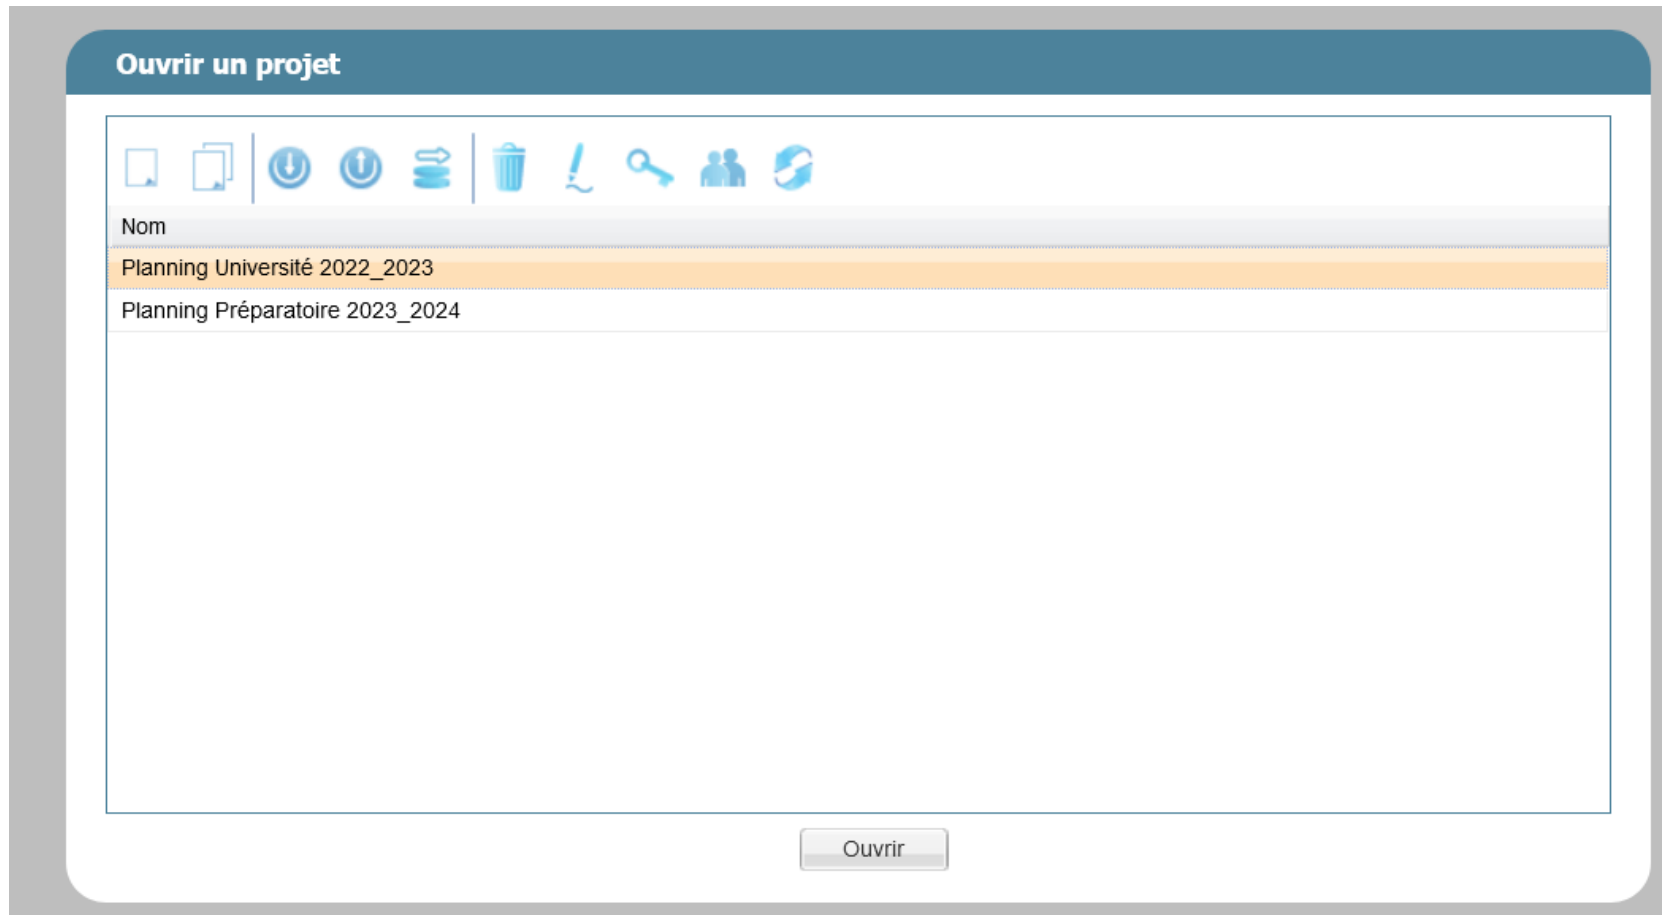 Ouvrir un projet
Nom
Planning Université 2022_2023
Planning Préparatoire 2023_2024
Ouvrir